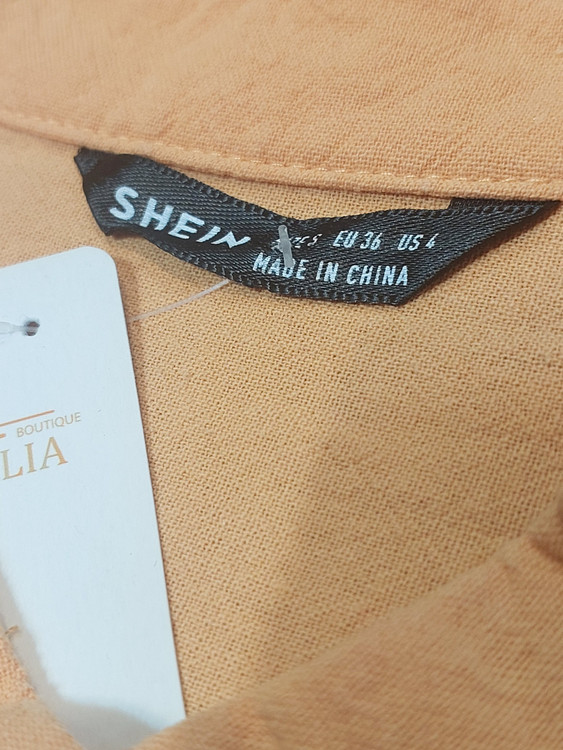 SHEIN
EU 36 US 4
MADE IN CHINA
BOUTIQUE
LIA